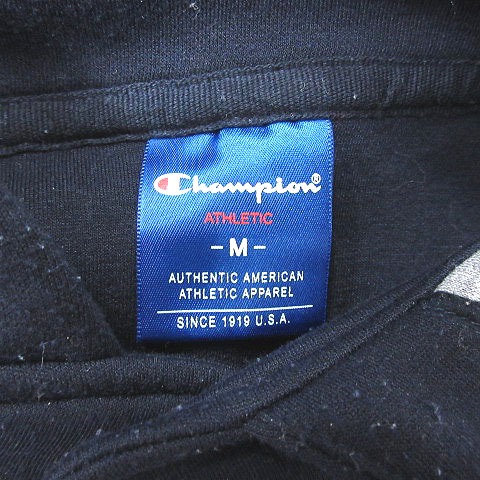 Champion®
ATHLETIC
- M -
AUTHENTIC AMERICAN
ATHLETIC APPAREL
SINCE 1919 U.S.A.